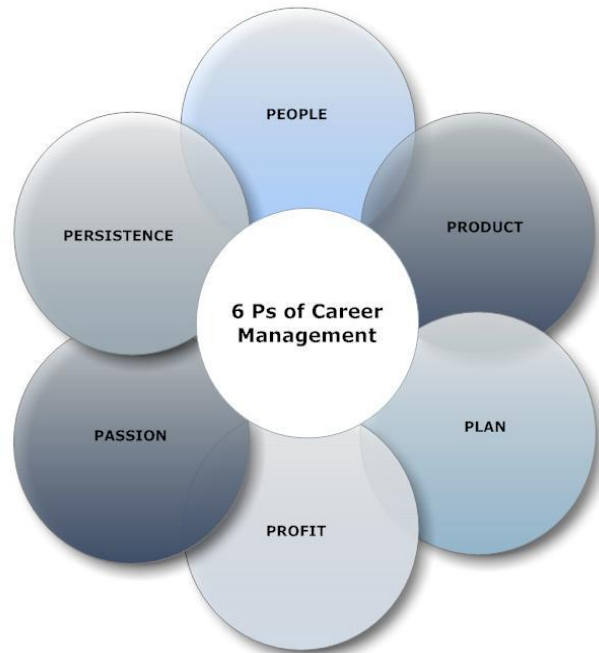 PEOPLE
PRODUCT
PERSISTENCE
6 Ps of Career
Management
PLAN
PASSION
PROFIT